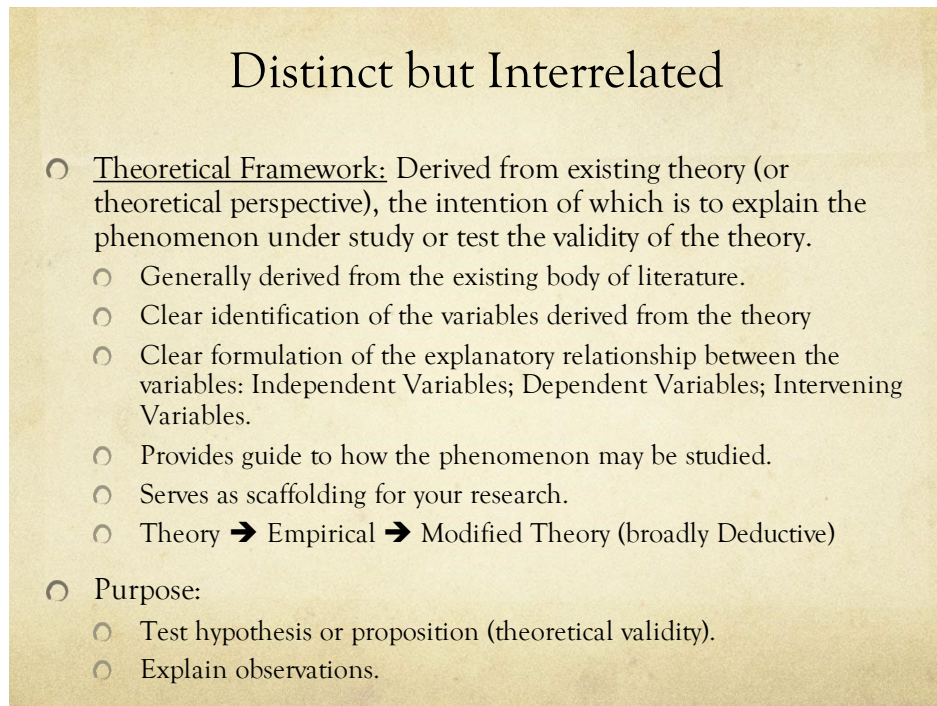 Distinct but Interrelated
Theoretical Framework: Derived from existing theory (or
theoretical perspective), the intention of which is to explain the
phenomenon under study or test the validity of the theory.
Generally derived from the existing body of literature.
Clear identification of the variables derived from the theory
Clear formulation of the explanatory relationship between the
variables: Independent Variables; Dependent Variables; Intervening
Variables.
Provides guide to how the phenomenon may be studied.
Serves as scaffolding for your research.
Theory → Empirical → Modified Theory (broadly Deductive)
Purpose:
Test hypothesis or proposition (theoretical validity).
Explain observations.